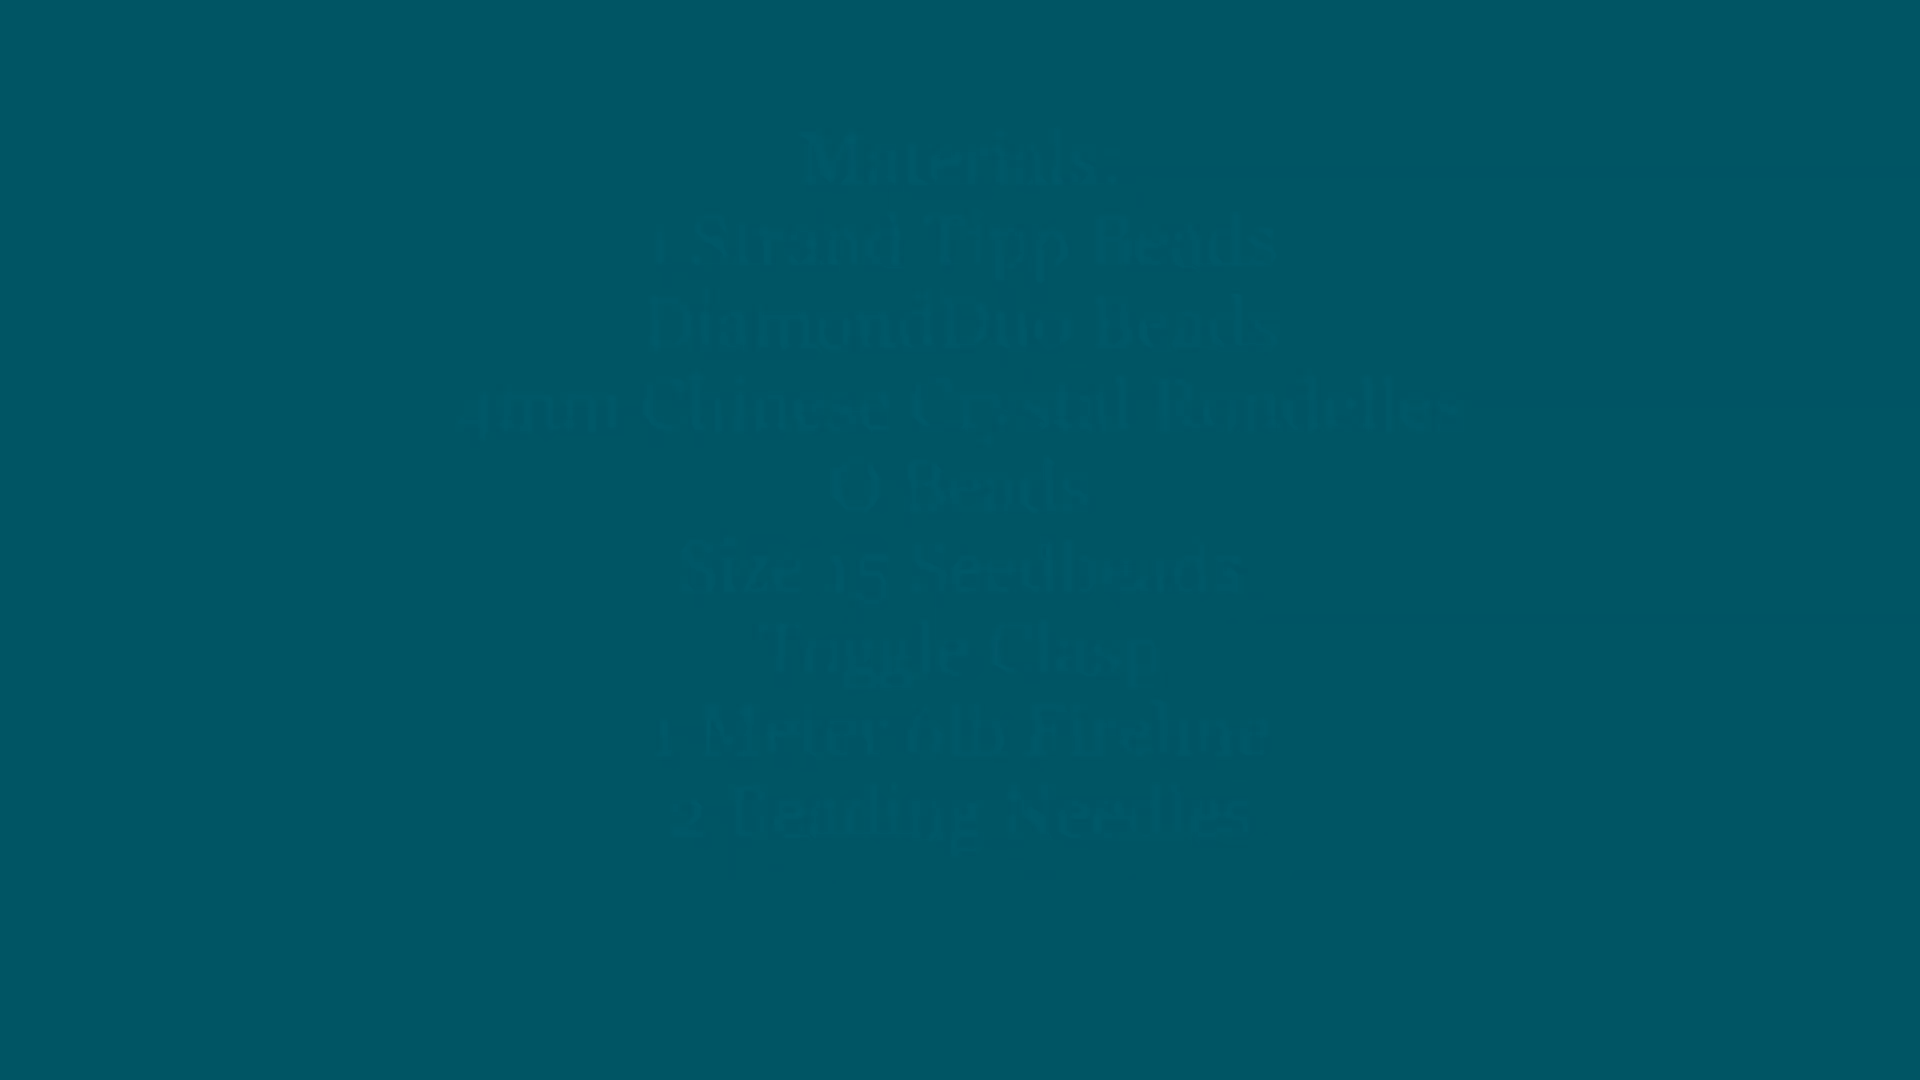 Materials:
1 Strand Tipp Beads
DiamondDuo Beads
4mm Chinese Crystal Rondelles
O Beads
Size 15 Seedbeads
Toggle Clasp
1 Meter 6lb Fireline
2 Beading Needles